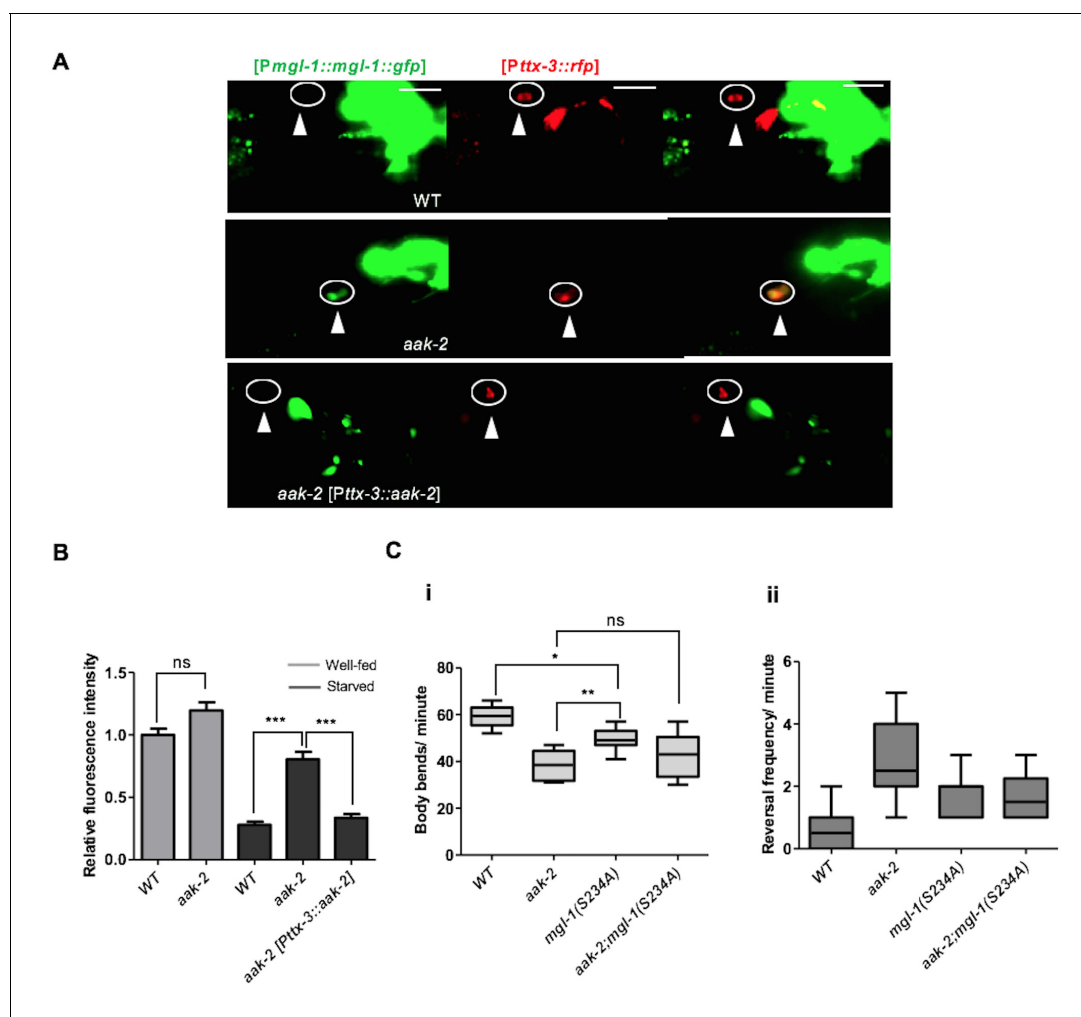 A
[Pmgl-1::mgl-1::gfp] [Pttx-3::rfp]
WT
aak-2
aak-2 [Pttx-3::aak-2]
B
Relative fluorescence intensity
1.5
1.0
0.5
0.0
ns
***
***
Well-fed
Starved
WT
aak-2
WT
aak-2
aak-2 [Pttx-3::aak-2]
C
i
Body bends/ minute
80
60
40
20
0
ns
*
**
WT
aak-2
mgl-1(S234A)
aak-2;mgl-1(S234A)
ii
Reversal frequency/ minute
6
4
2
0
WT
aak-2
mgl-1(S234A)
aak-2;mgl-1(S234A)